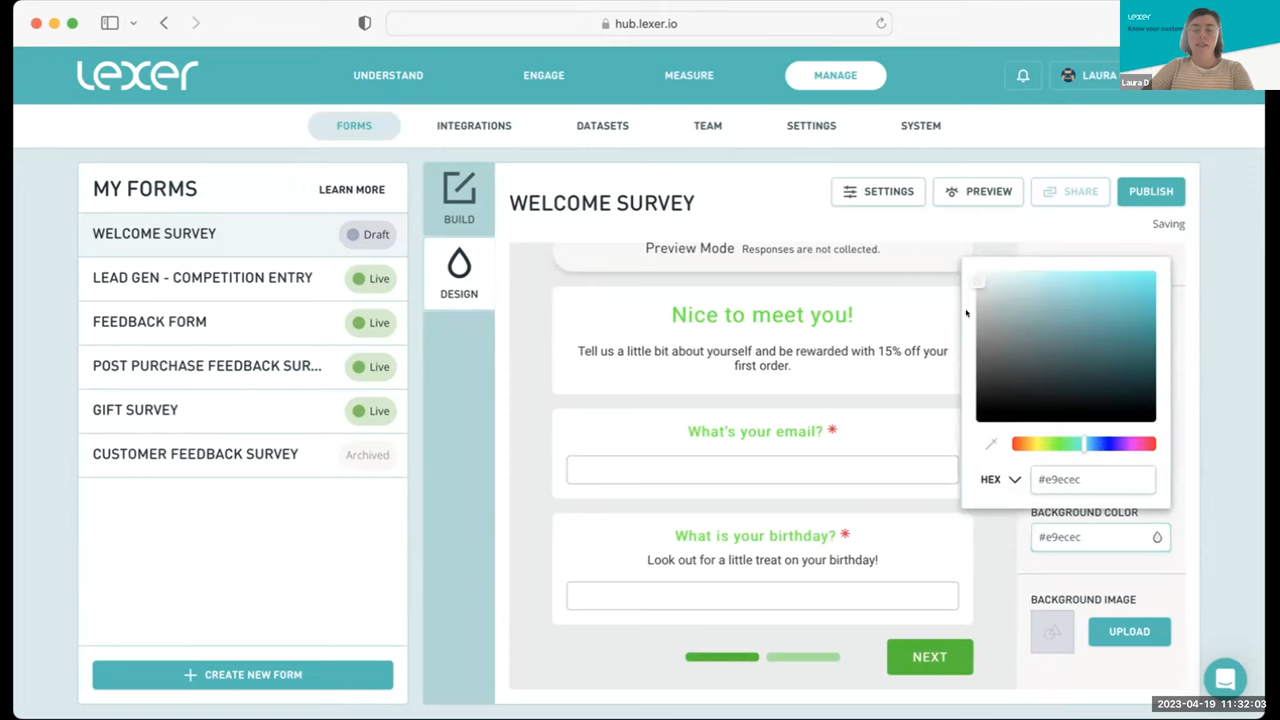 hub.lexer.io
lexer
Know your custom
Laura D
Lexer
UNDERSTAND
ENGAGE
MEASURE
MANAGE
LAURA
FORMS
INTEGRATIONS
DATASETS
TEAM
SETTINGS
SYSTEM
MY FORMS
LEARN MORE
WELCOME SURVEY
Draft
LEAD GEN - COMPETITION ENTRY
Live
FEEDBACK FORM
Live
POST PURCHASE FEEDBACK SUR...
Live
GIFT SURVEY
Live
CUSTOMER FEEDBACK SURVEY
Archived
+ CREATE NEW FORM
BUILD
DESIGN
WELCOME SURVEY
SETTINGS
PREVIEW
SHARE
PUBLISH
Saving
Preview Mode Responses are not collected.
Nice to meet you!
Tell us a little bit about yourself and be rewarded with 15% off your
first order.
What's your email? *
What is your birthday? *
Look out for a little treat on your birthday!
NEXT
HEX
#e9ecec
BACKGROUND COLOR
#e9ecec
BACKGROUND IMAGE
UPLOAD
2023-04-19 11:32:03